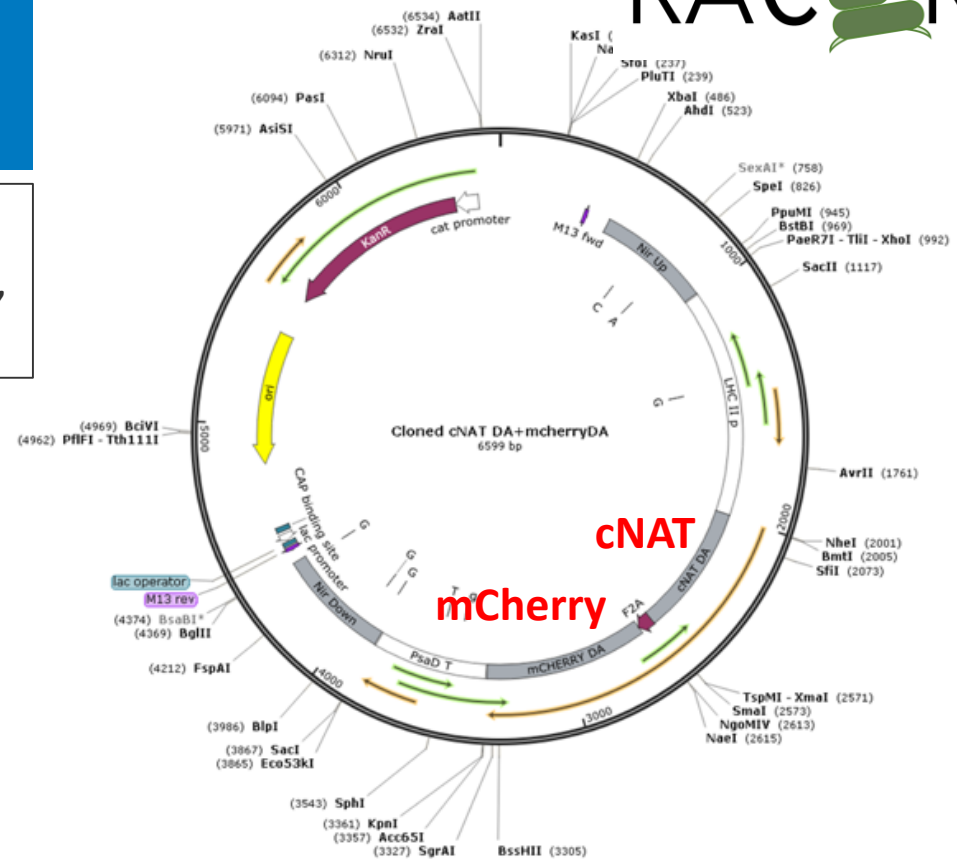 (6534) AatII
(6532) ZraI
(6312) NruI
(6094) PasI
(5971) AsiSI
KasI (
SfoI (237)
PluTI (239)
XbaI (486)
AhdI (523)
SexAI* (758)
SpeI (826)
PpuMI (945)
BstBI (969)
PaeR7I - TliI - XhoI (992)
SacII (1117)
6000
1000
KanR
cat promoter
M13 fwd
Nir Up
C
A
G
LHC II p
ori
Cloned cNAT DA+mcherryDA
6599 bp
(4969) BciVI
(4962) PflFI - Tth111I
5000
AvrII (1761)
2000
NheI (2001)
BmtI (2005)
SfiI (2073)
cNAT
cNAT DA
mCherry
F2A
CAP binding site
lac promoter
G
G
G
T
g
lac operator
M13 rev
(4374) BsaBI*
(4369) BglII
(4212) FspAI
Nir Down
PsaD T
mCHERRY DA
4000
3000
TspMI - XmaI (2571)
SmaI (2573)
NgoMIV (2613)
NaeI (2615)
(3986) BlpI
(3867) SacI
(3865) Eco53kI
(3543) SphI
(3361) KpnI
(3357) Acc65I
(3327) SgrAI
BssHII (3305)